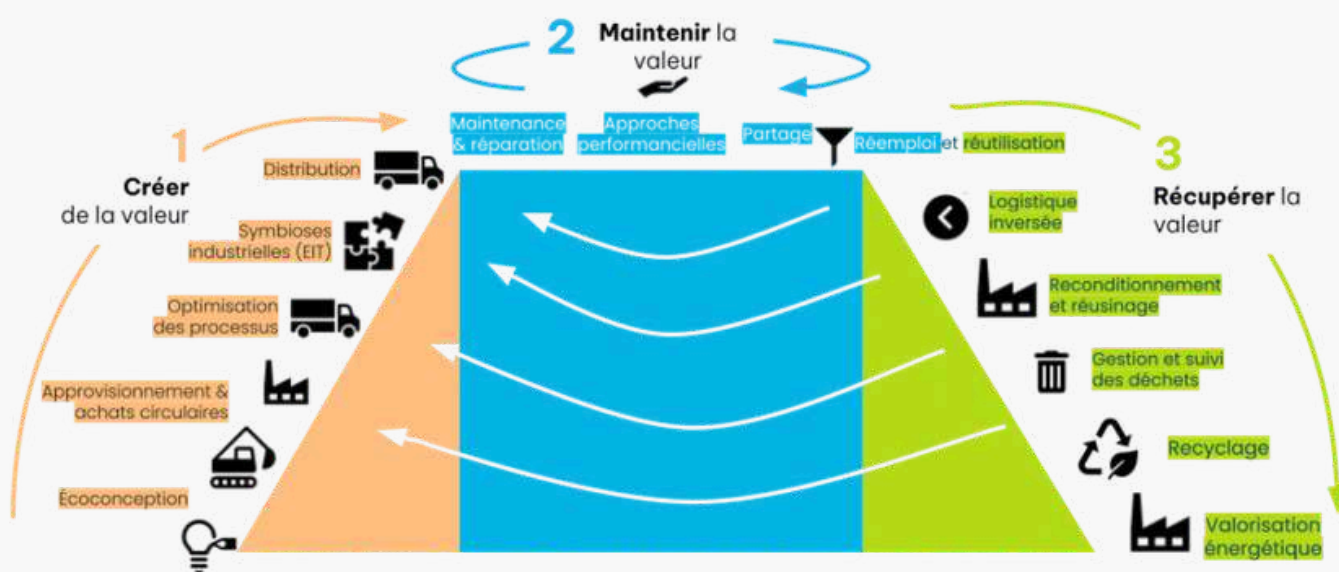 1
Créer
de la valeur
Distribution
Symbioses
industrielles (EIT)
Optimisation
des processus
Approvisionnement &
achats circulaires
Écoconception
2
Maintenir la
valeur
Maintenance
& réparation
Approches
performancielles
Partage
Réemploi et réutilisation
3
Récupérer la
valeur
Logistique
inversée
Reconditionnement
et réusinage
Gestion et suivi
des déchets
Recyclage
Valorisation
énergétique